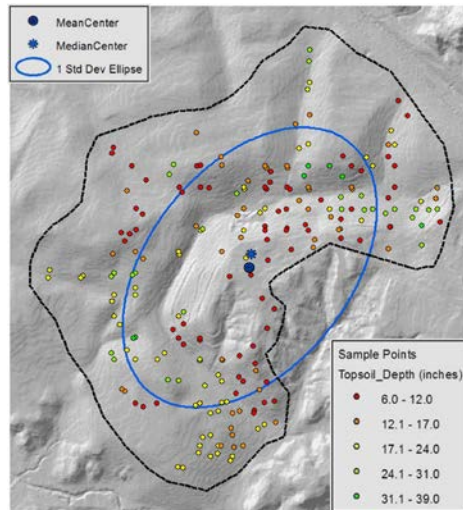 MeanCenter
MedianCenter
1 Std Dev Ellipse
Sample Points
Topsoil_Depth (inches)
6.0 - 12.0
12.1 - 17.0
17.1 - 24.0
24.1 - 31.0
31.1 - 39.0